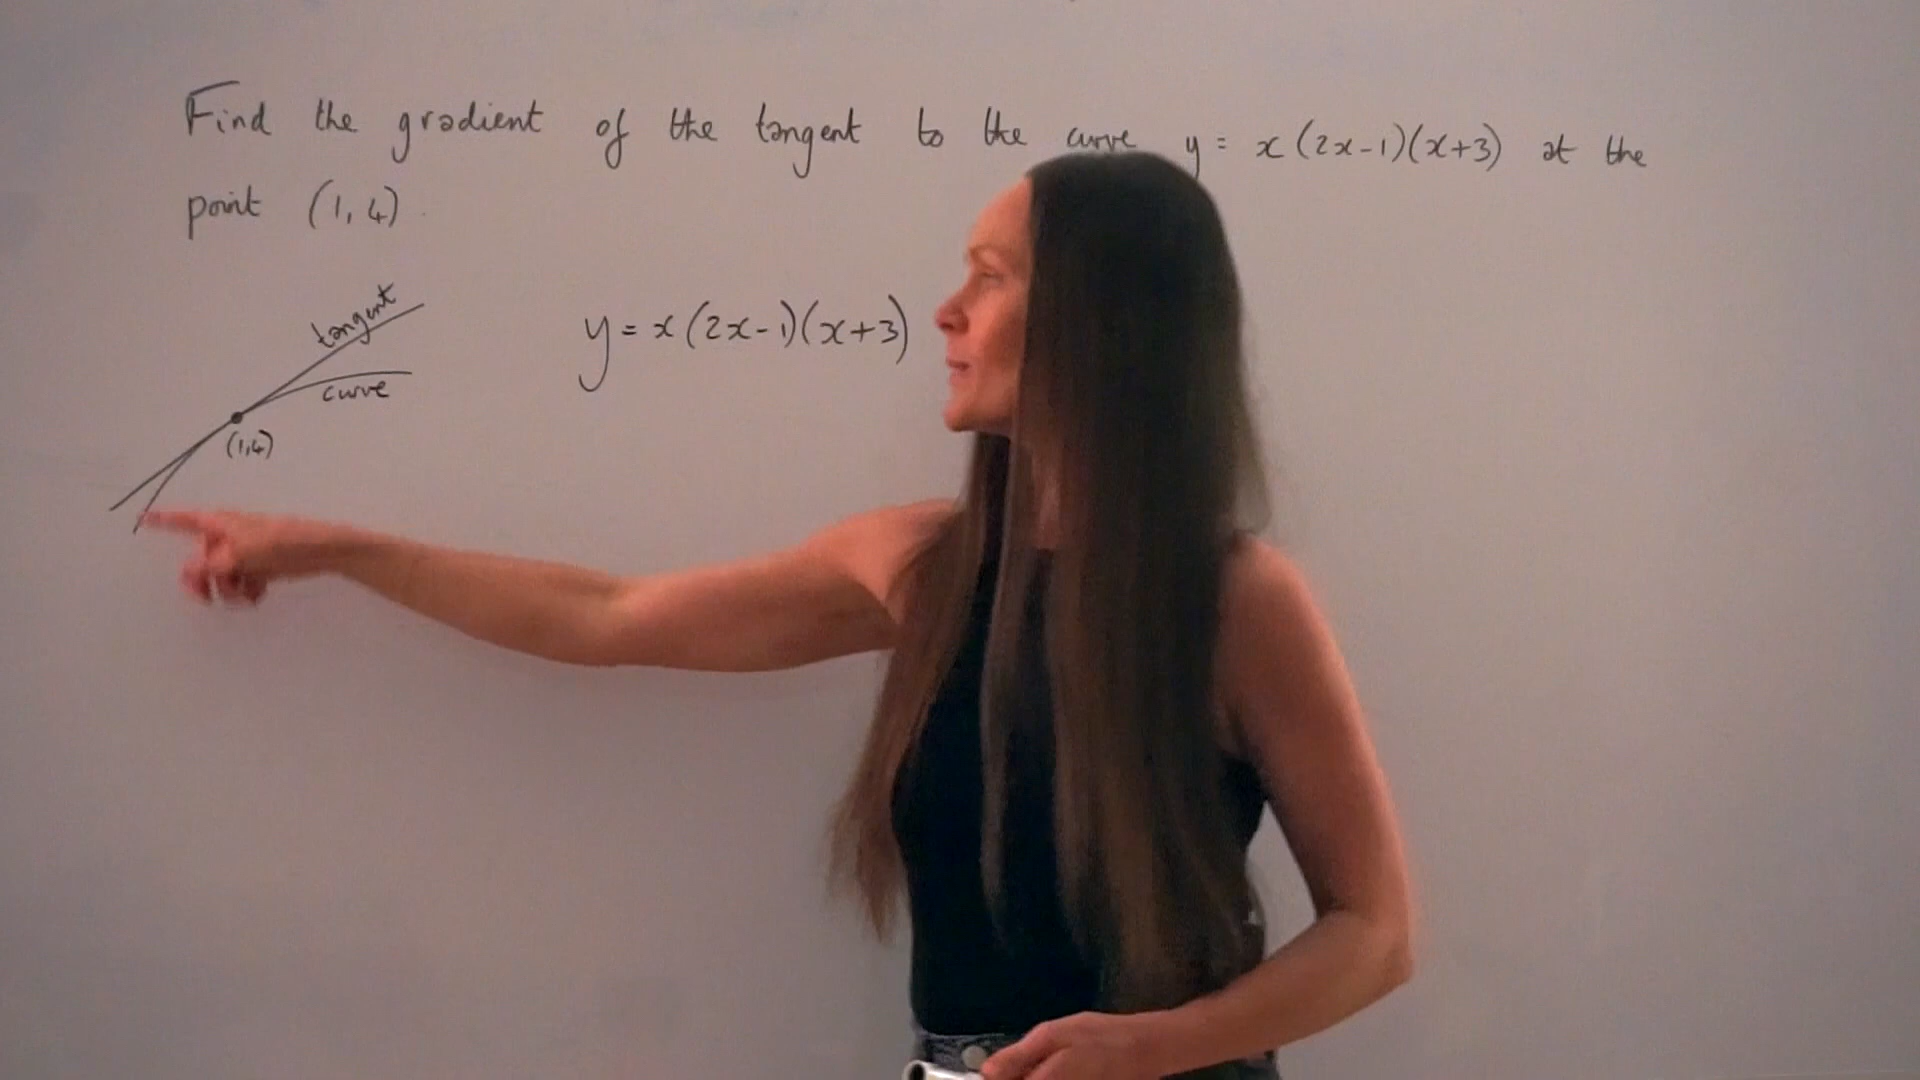 Find the gradient of the tangent to the curve y = x(2x-1)(x+3) at the
point (1, 4).
tangent
y = x(2x-1)(x+3)
curve
(1,4)